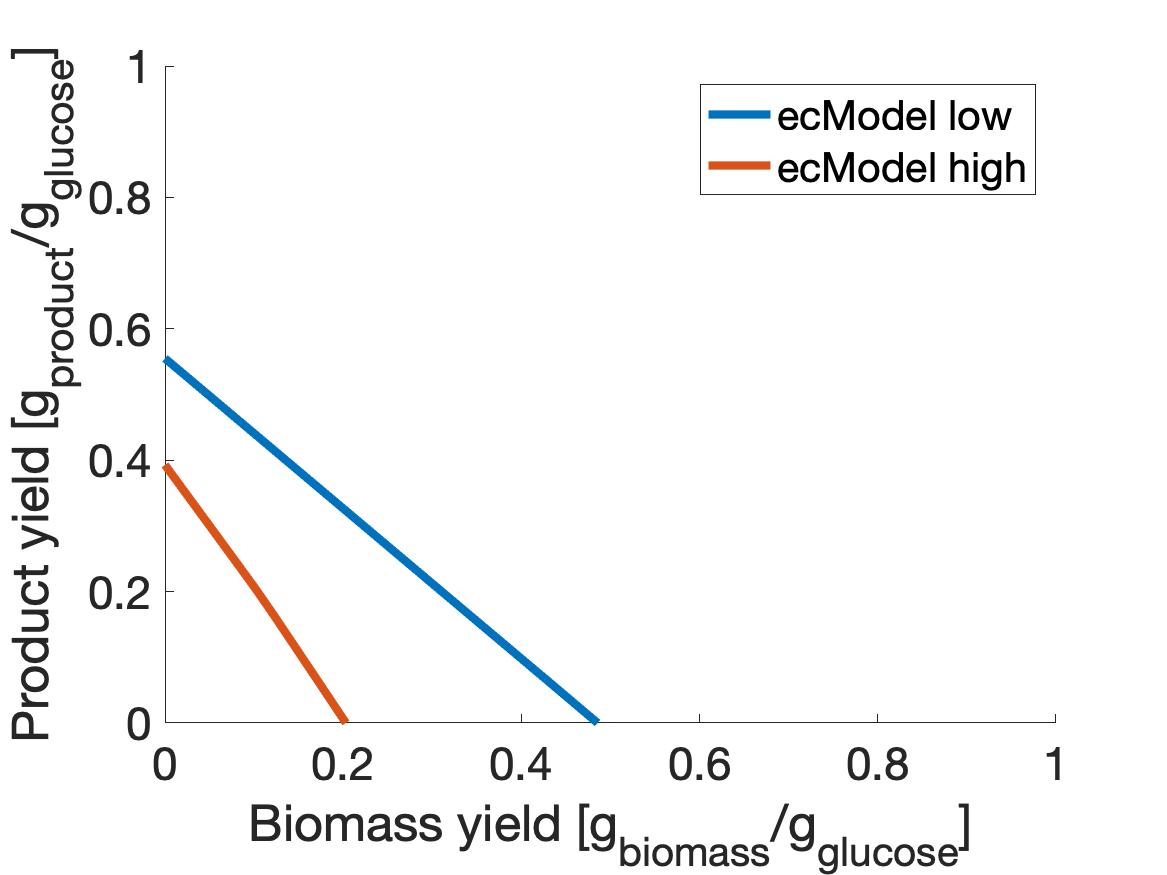 Product yield [gproduct/gglucose]
1
0.8
0.6
0.4
0.2
0
ecModel low
ecModel high
0 0.2 0.4 0.6 0.8 1
Biomass yield [gbiomass/gglucose]